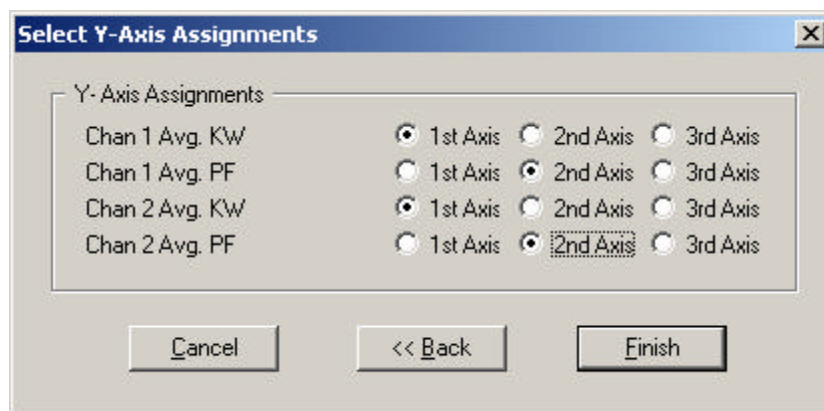 Select Y-Axis Assignments
Y- Axis Assignments
Chan 1 Avg. KW 1st Axis 2nd Axis 3rd Axis
Chan 1 Avg. PF 1st Axis 2nd Axis 3rd Axis
Chan 2 Avg. KW 1st Axis 2nd Axis 3rd Axis
Chan 2 Avg. PF 1st Axis 2nd Axis 3rd Axis
Cancel << Back Finish